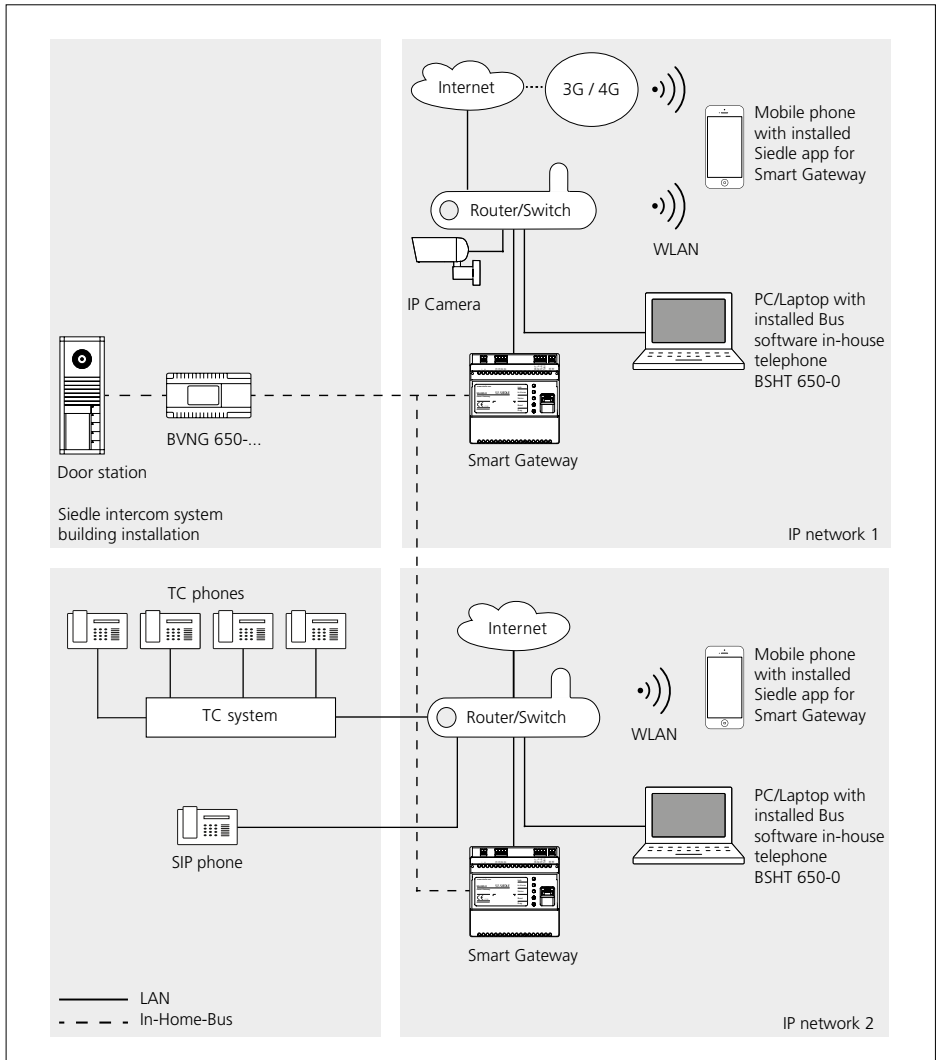 Internet
3G / 4G
Mobile phone
with installed
Siedle app for
Smart Gateway
Router/Switch
WLAN
IP Camera
PC/Laptop with
installed Bus
software in-house
telephone
BSHT 650-0
BVNG 650-...
Smart Gateway
Door station
Siedle intercom system
building installation
IP network 1
TC phones
Internet
Mobile phone
with installed
Siedle app for
Smart Gateway
TC system
Router/Switch
WLAN
PC/Laptop with
installed Bus
software in-house
telephone
BSHT 650-0
SIP phone
Smart Gateway
LAN
In-Home-Bus
IP network 2